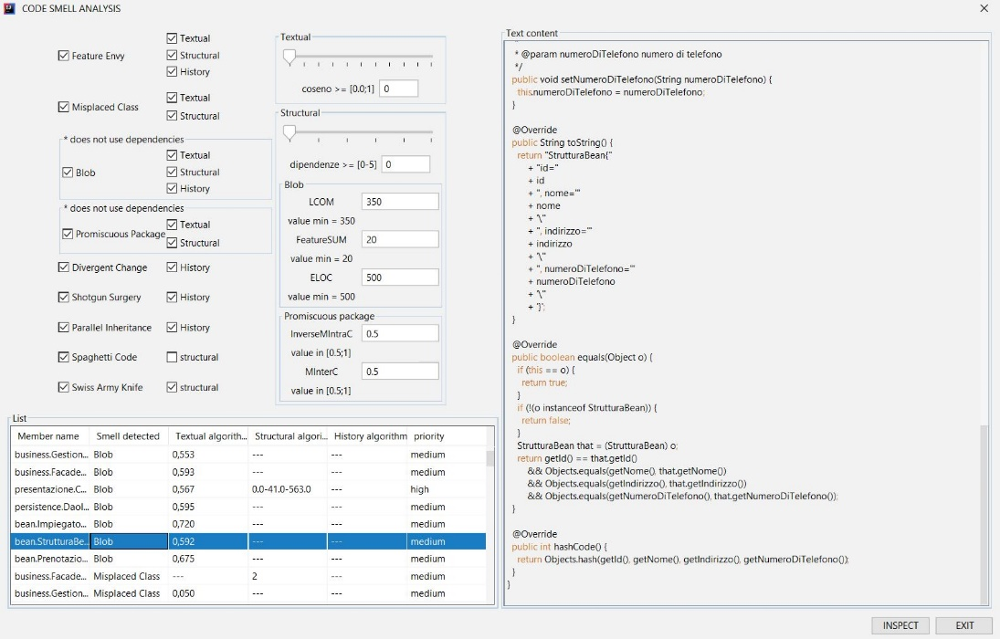 CODE SMELL ANALYSIS
Feature Envy
Textual
Structural
History
Misplaced Class
Textual
Structural
* does not use dependencies
Blob
Textual
Structural
History
* does not use dependencies
Promiscuous Package
Textual
Structural
Divergent Change
History
Shotgun Surgery
History
Parallel Inheritance
History
Spaghetti Code
structural
Swiss Army Knife
structural
Textual
coseno >= [0.0;1] 0
Structural
dipendenze >= [0-5] 0
Blob
LCOM 350
value min = 350
FeatureSUM 20
value min = 20
ELOC 500
value min = 500
Promiscuous package
InverseMIntraC 0.5
value in [0.5;1]
MInterC 0.5
value in [0.5;1]
List
Member name Smell detected Textual algorith... Structural algori... History algorithm priority
business.Gestion... Blob 0,553 --- --- medium
business.Facade... Blob 0,593 --- --- medium
presentazione.C... Blob 0,567 0.0-41.0-563.0 --- high
persistence.Daol... Blob 0,595 --- --- medium
bean.Impiegato... Blob 0,720 --- --- medium
bean.StrutturaBe... Blob 0,592 --- --- medium
bean.Prenotazio... Blob 0,675 --- --- medium
business.Facade... Misplaced Class --- 2 --- medium
business.Gestion... Misplaced Class 0,050 --- --- medium
Text content
* @param numeroDiTelefono numero di telefono
*/
public void setNumeroDiTelefono(String numeroDiTelefono) {
this.numeroDiTelefono = numeroDiTelefono;
}
@Override
public String toString() {
return "StrutturaBean{"
+ "id="
+ id
+ ", nome='"
+ nome
+ '\''
+ ", indirizzo='"
+ indirizzo
+ '\''
+ ", numeroDiTelefono='"
+ numeroDiTelefono
+ '\''
+ '}';
}
@Override
public boolean equals(Object o) {
if (this == o) {
return true;
}
if (!(o instanceof StrutturaBean)) {
return false;
}
StrutturaBean that = (StrutturaBean) o;
return getId() == that.getId()
&& Objects.equals(getNome(), that.getNome())
&& Objects.equals(getIndirizzo(), that.getIndirizzo())
&& Objects.equals(getNumeroDiTelefono(), that.getNumeroDiTelefono());
}
@Override
public int hashCode() {
return Objects.hash(getId(), getNome(), getIndirizzo(), getNumeroDiTelefono());
}
}
INSPECT
EXIT